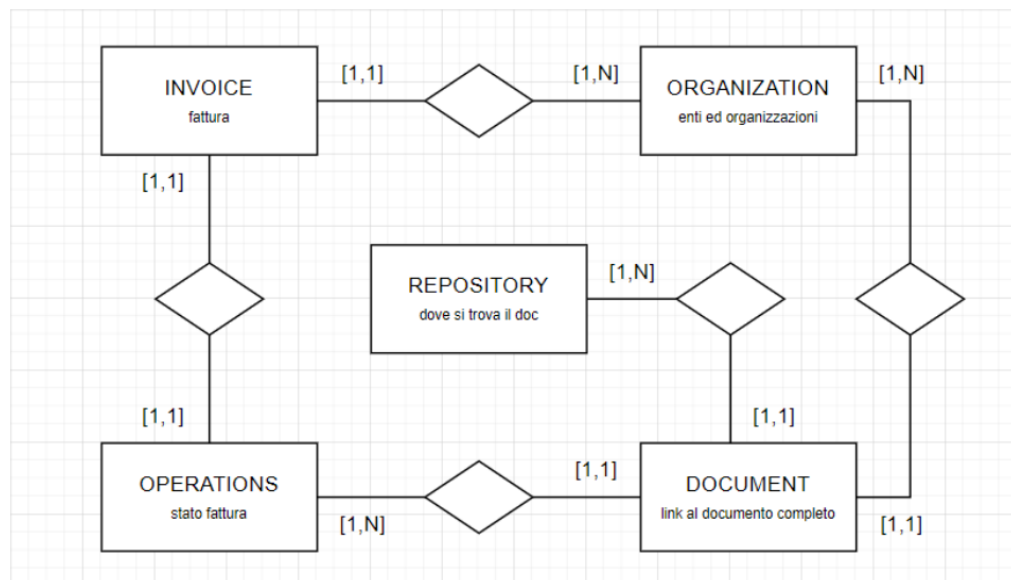 INVOICE
fattura
[1,1]
[1,N]
ORGANIZATION
enti ed organizzazioni
[1,N]
[1,1]
REPOSITORY
dove si trova il doc
[1,N]
[1,1]
OPERATIONS
stato fattura
[1,N]
[1,1]
[1,1]
DOCUMENT
link al documento completo
[1,1]